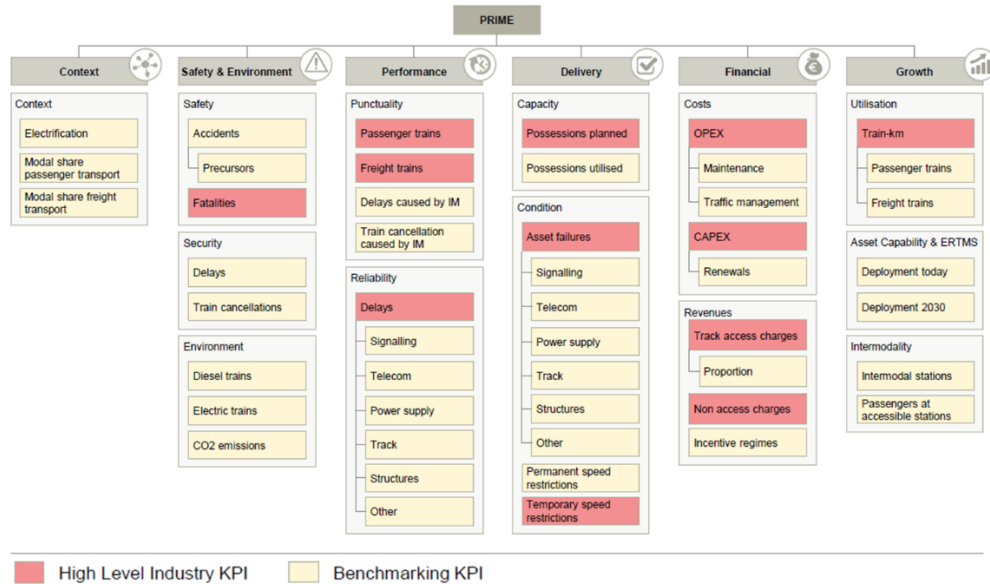 PRIME
Context
Context
Electrification
Modal share
passenger transport
Modal share freight
transport
Safety & Environment
Safety
Accidents
Precursors
Fatalities
Security
Delays
Train cancellations
Environment
Diesel trains
Electric trains
CO2 emissions
Performance
Punctuality
Passenger trains
Freight trains
Delays caused by IM
Train cancellation
caused by IM
Reliability
Delays
Signalling
Telecom
Power supply
Track
Structures
Other
Delivery
Capacity
Possessions planned
Possessions utilised
Condition
Asset failures
Signalling
Telecom
Power supply
Track
Structures
Other
Permanent speed
restrictions
Temporary speed
restrictions
Financial
€
Costs
OPEX
Maintenance
Traffic management
CAPEX
Renewals
Revenues
Track access charges
Proportion
Non access charges
Incentive regimes
Growth
Utilisation
Train-km
Passenger trains
Freight trains
Asset Capability & ERTMS
Deployment today
Deployment 2030
Intermodality
Intermodal stations
Passengers at
accessible stations
High Level Industry KPI
Benchmarking KPI